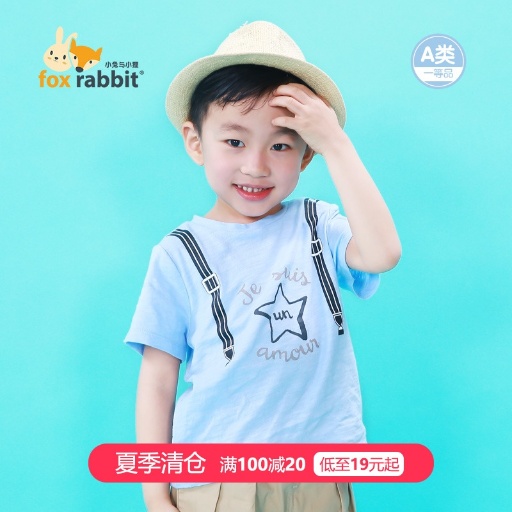 小兔与小狸
fox rabbit®
A类
一等品
Je suis
un
amour
夏季清仓 满100减20 低至19元起